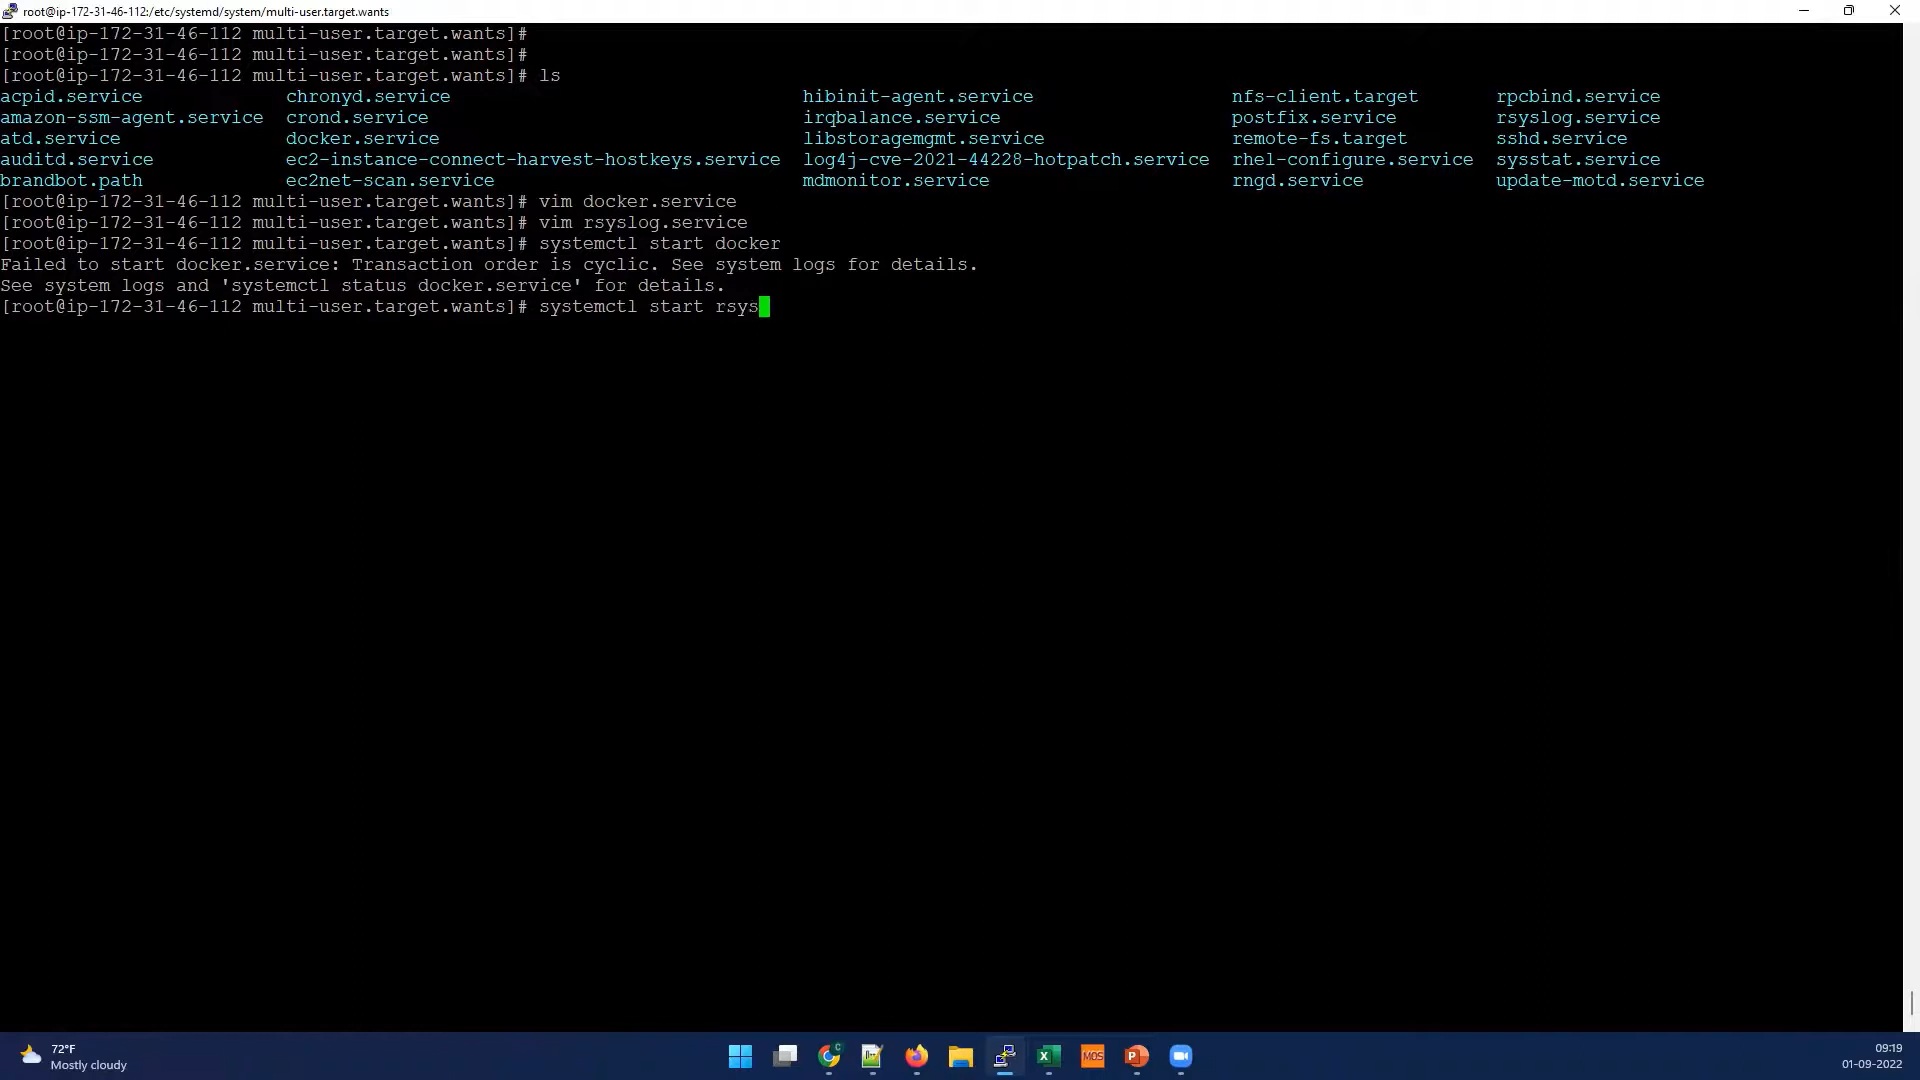 root@ip-172-31-46-112:/etc/systemd/system/multi-user.target.wants
[root@ip-172-31-46-112 multi-user.target.wants]#
[root@ip-172-31-46-112 multi-user.target.wants]#
[root@ip-172-31-46-112 multi-user.target.wants]# ls
acpid.service chronyd.service hibinit-agent.service nfs-client.target rpcbind.service
amazon-ssm-agent.service crond.service irqbalance.service postfix.service rsyslog.service
atd.service docker.service libstoragemgmt.service remote-fs.target sshd.service
auditd.service ec2-instance-connect-harvest-hostkeys.service log4j-cve-2021-44228-hotpatch.service rhel-configure.service sysstat.service
brandbot.path ec2net-scan.service mdmonitor.service rngd.service update-motd.service
[root@ip-172-31-46-112 multi-user.target.wants]# vim docker.service
[root@ip-172-31-46-112 multi-user.target.wants]# vim rsyslog.service
[root@ip-172-31-46-112 multi-user.target.wants]# systemctl start docker
Failed to start docker.service: Transaction order is cyclic. See system logs for details.
See system logs and 'systemctl status docker.service' for details.
[root@ip-172-31-46-112 multi-user.target.wants]# systemctl start rsys
72°F
Mostly cloudy
MOS
09:19
01-09-2022